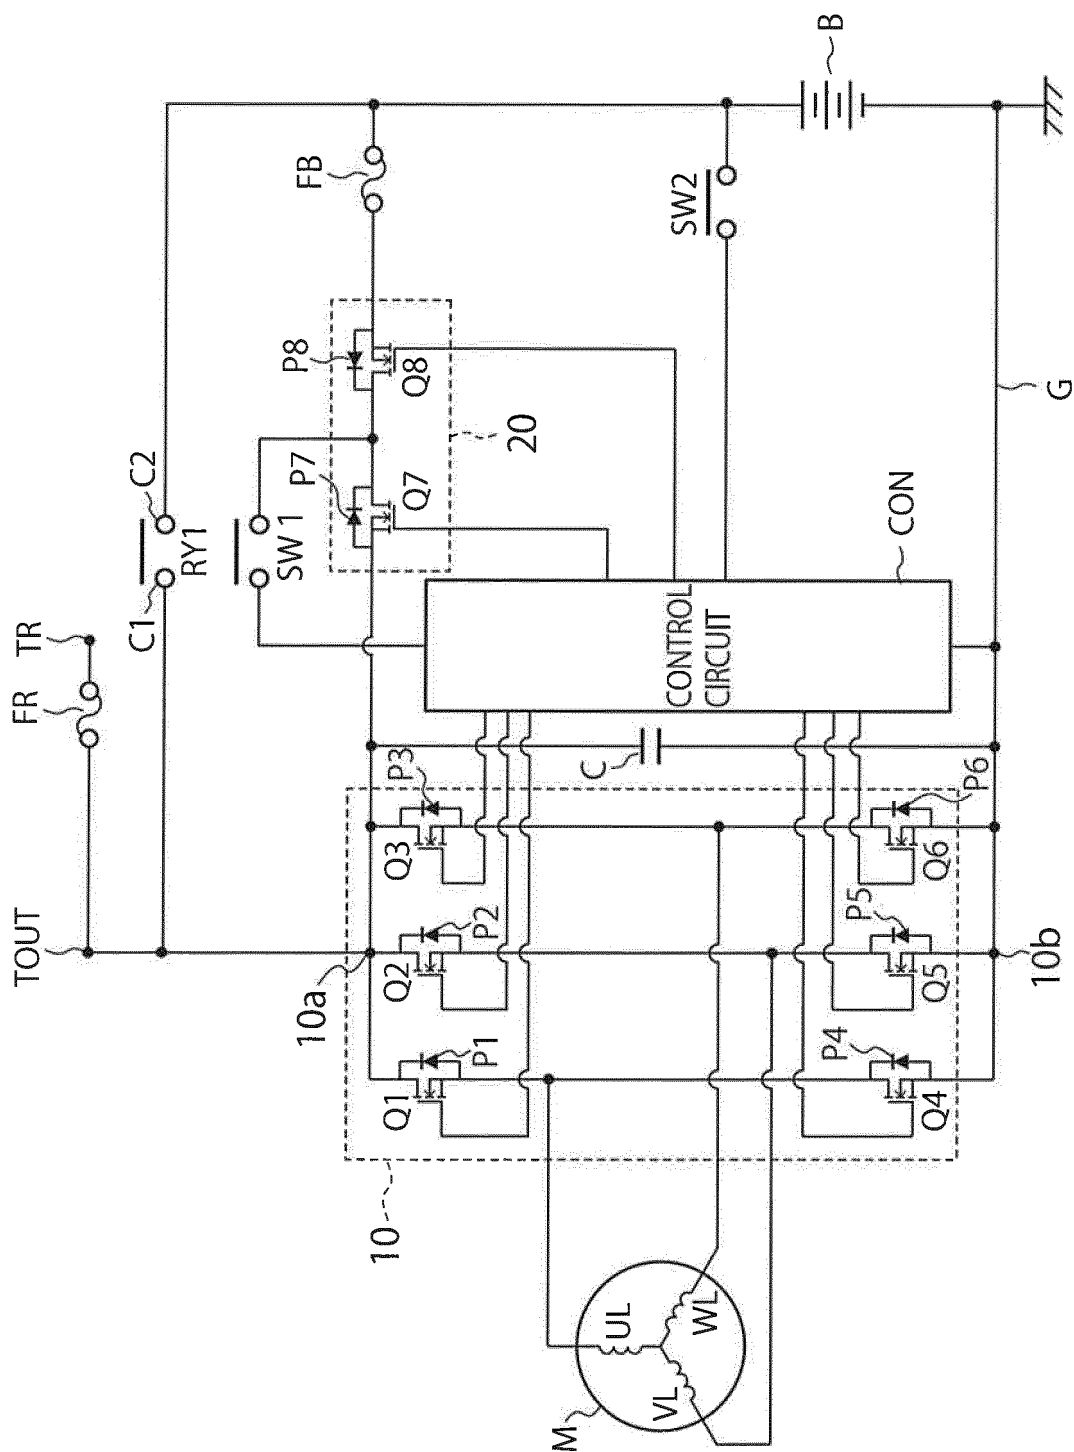 TOUT
FR
TR
C1
C2
RY1
SW1
FB
B
P7
P8
Q7
Q8
20
SW2
10a
Q1
P1
Q2
P2
Q3
P3
C
CONTROL
CIRCUIT
CON
G
10
M
UL
VL
WL
Q4
P4
Q5
P5
Q6
P6
10b